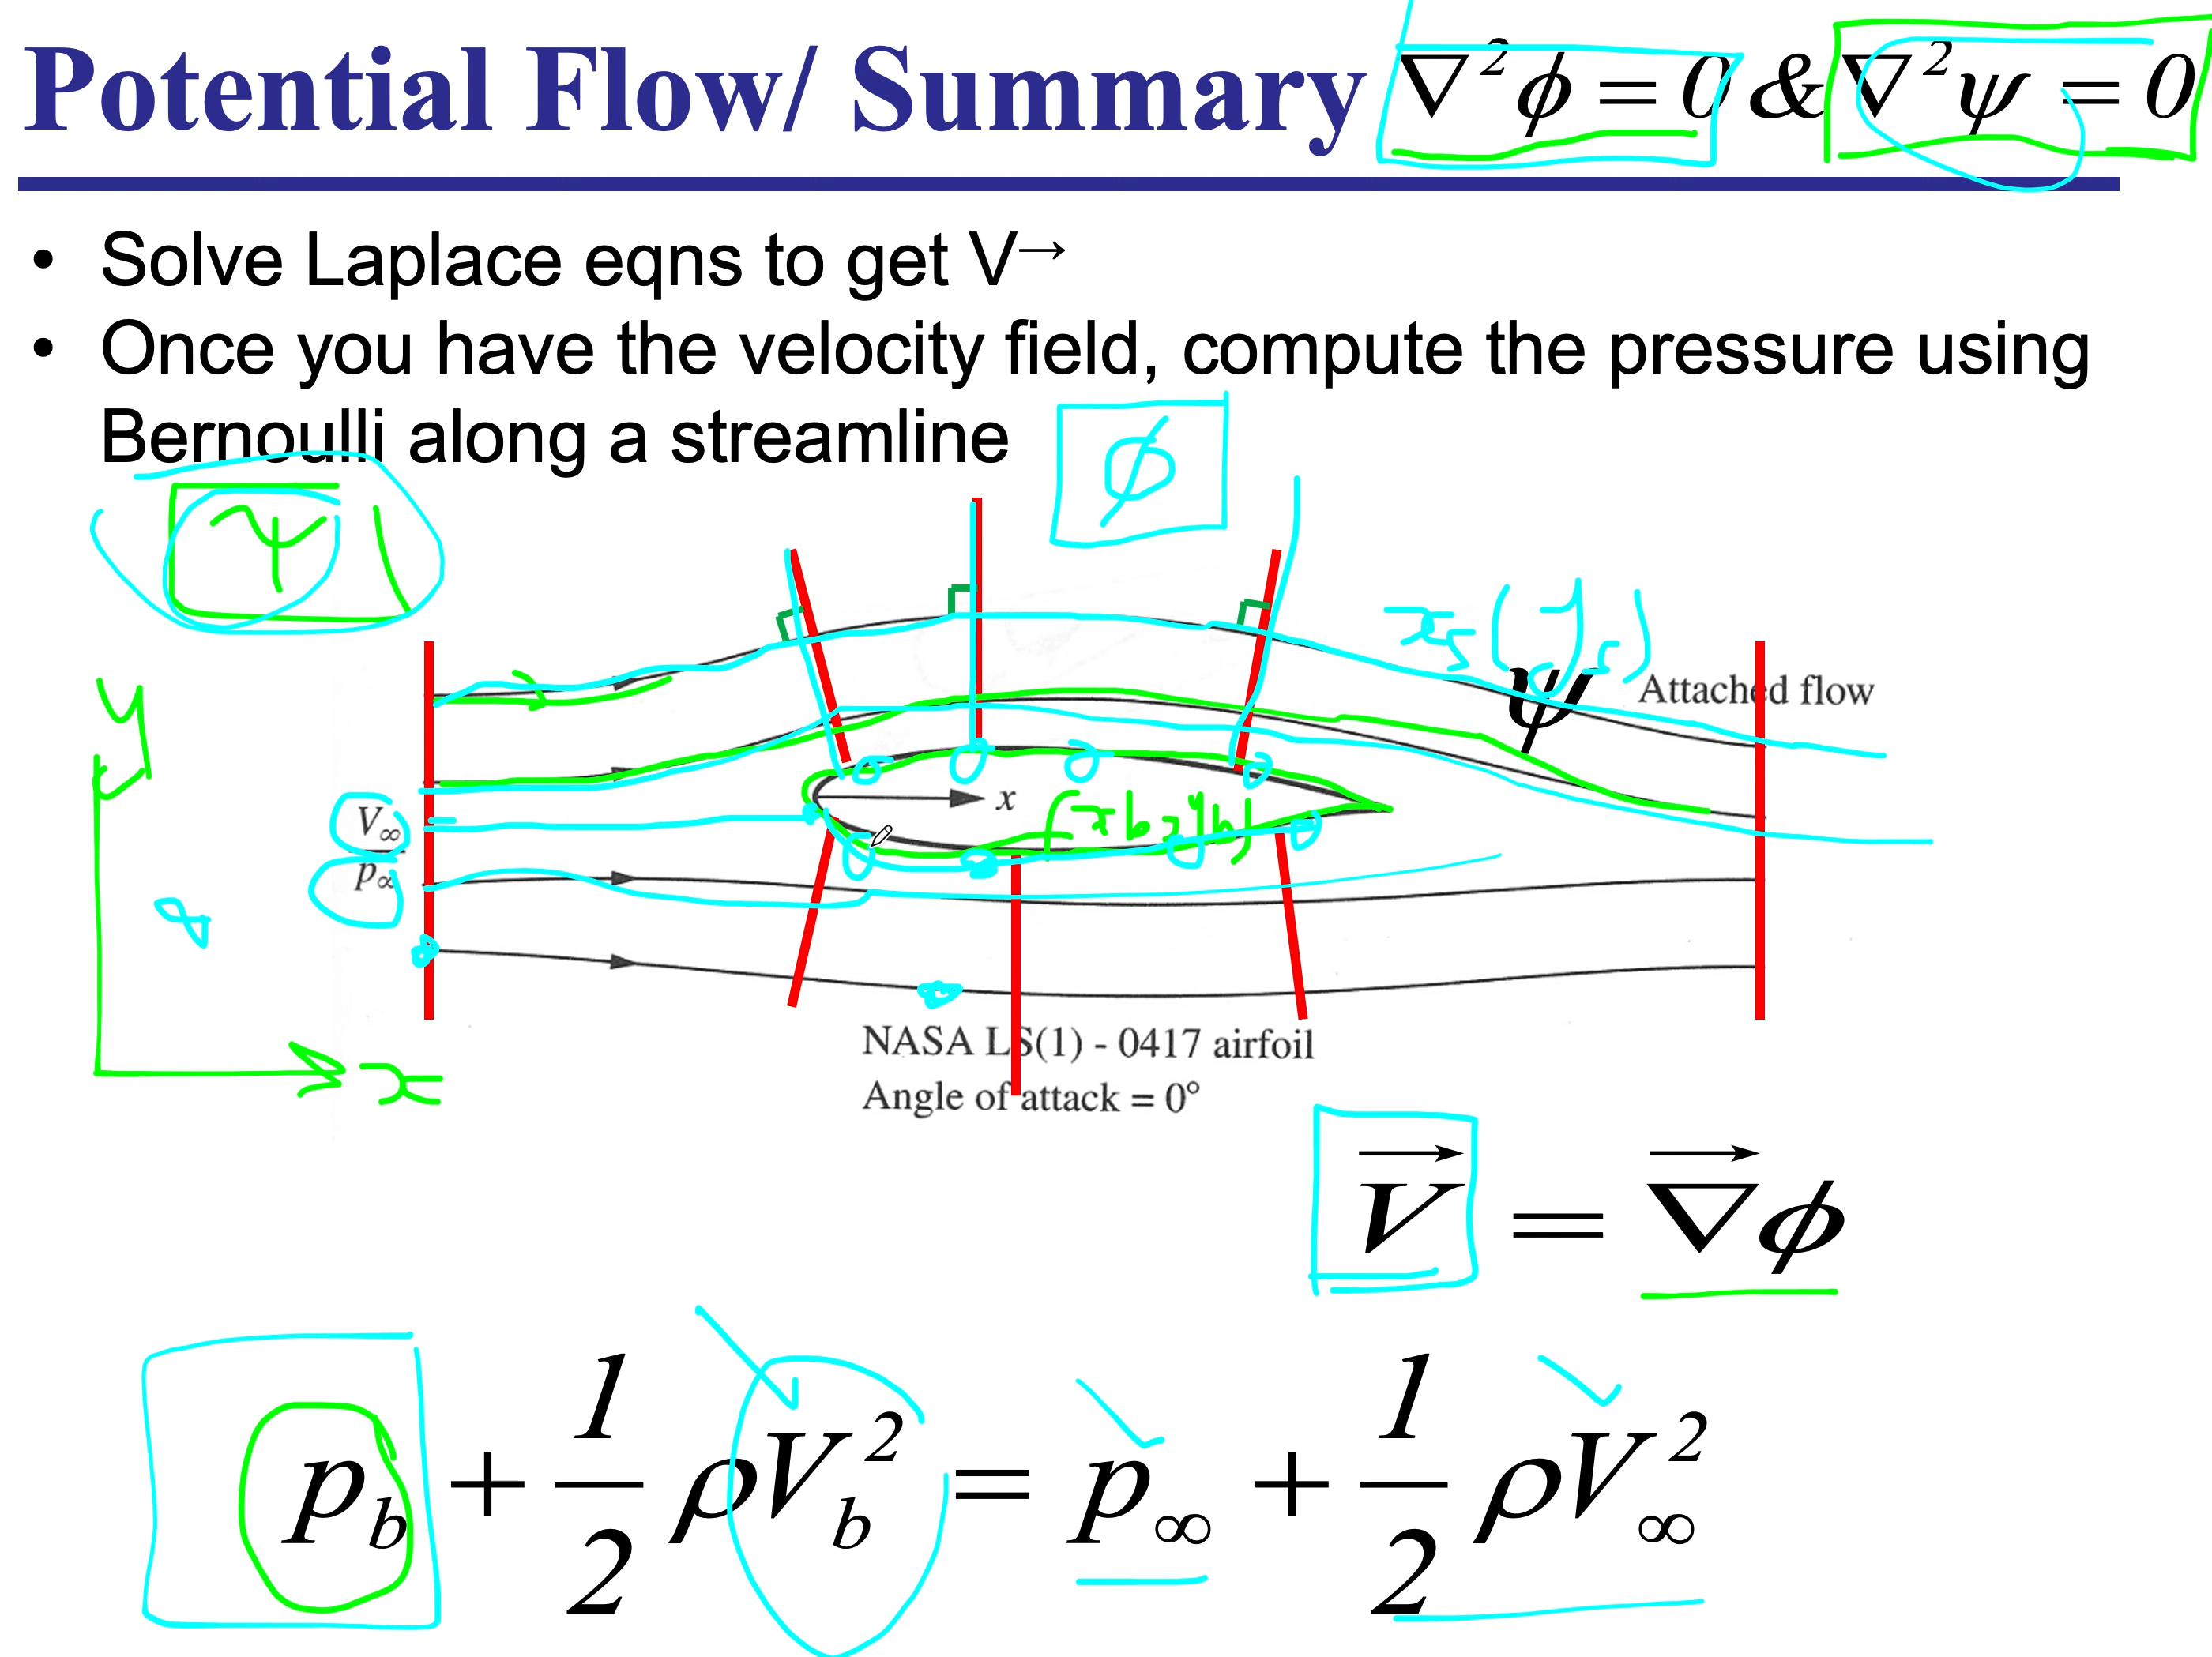 Potential Flow/ Summary ∇²ϕ = 0 & ∇²ψ = 0
• Solve Laplace eqns to get V→
• Once you have the velocity field, compute the pressure using
Bernoulli along a streamline
ϕ
ψ
y
ψ
Attached flow
V∞
x
p∞
∞
x
NASA LS(1) - 0417 airfoil
Angle of attack = 0°
V⃗ = ∇⃗ϕ
p_b + 1/2 ρV_b² = p∞ + 1/2 ρV∞²